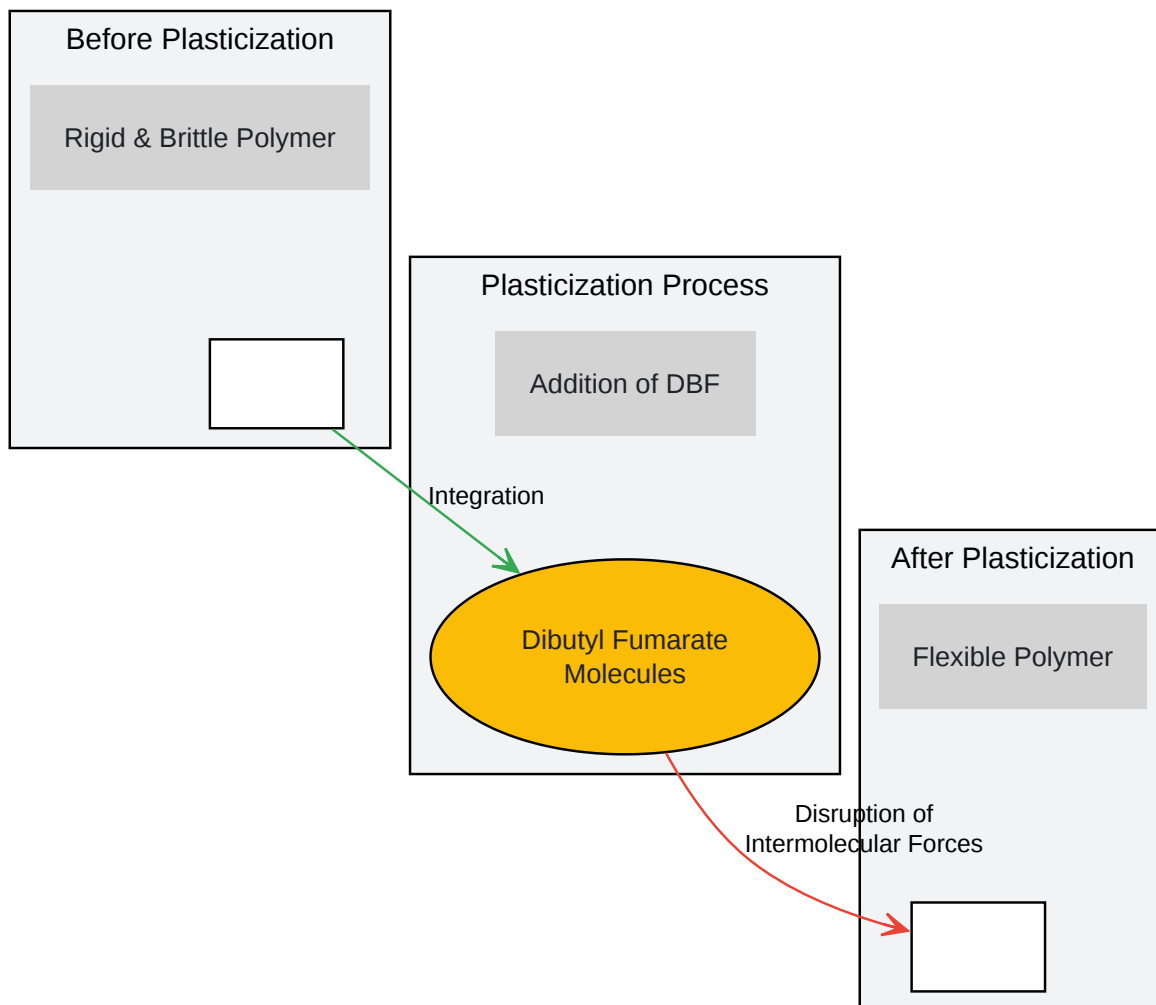 Before Plasticization
Rigid & Brittle Polymer
Plasticization Process
Addition of DBF
Integration
Dibutyl Fumarate
Molecules
After Plasticization
Flexible Polymer
Disruption of
Intermolecular Forces